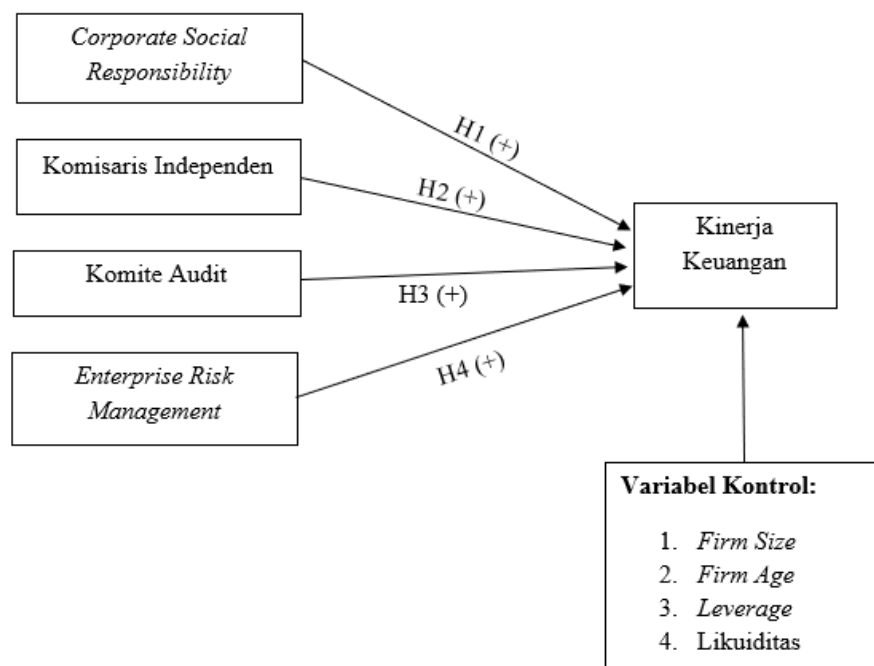 Corporate Social
Responsibility
H1 (+)
Komisaris Independen
H2 (+)
Kinerja
Keuangan
Komite Audit
H3 (+)
Enterprise Risk
Management
H4 (+)
Variabel Kontrol:
1. Firm Size
2. Firm Age
3. Leverage
4. Likuiditas